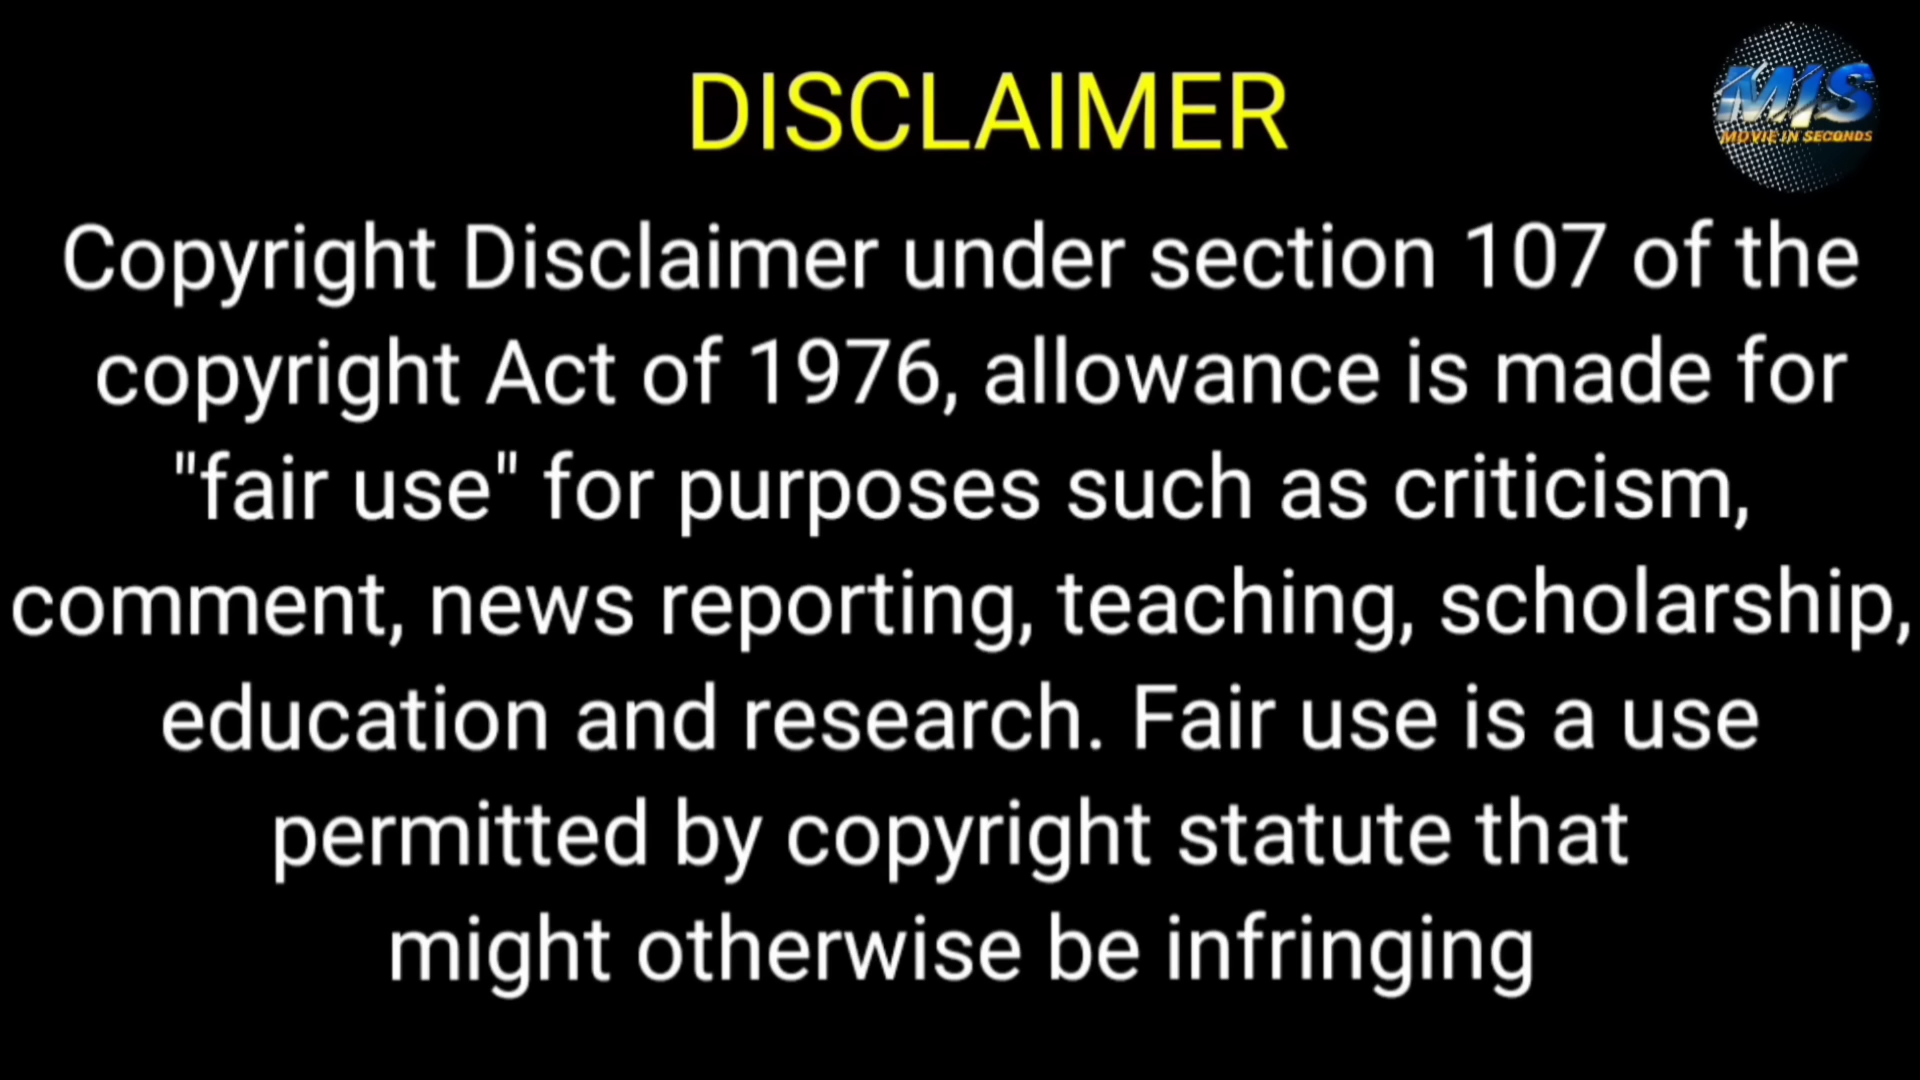 DISCLAIMER
MIS
MOVIE IN SECONDS
Copyright Disclaimer under section 107 of the
copyright Act of 1976, allowance is made for
"fair use" for purposes such as criticism,
comment, news reporting, teaching, scholarship,
education and research. Fair use is a use
permitted by copyright statute that
might otherwise be infringing